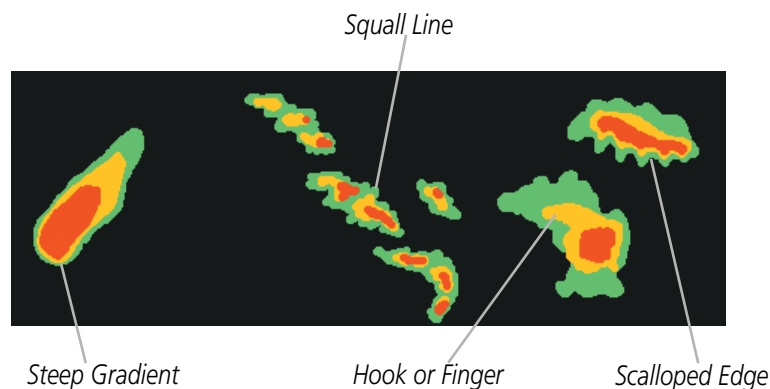 Squall Line
Steep Gradient
Hook or Finger
Scalloped Edge